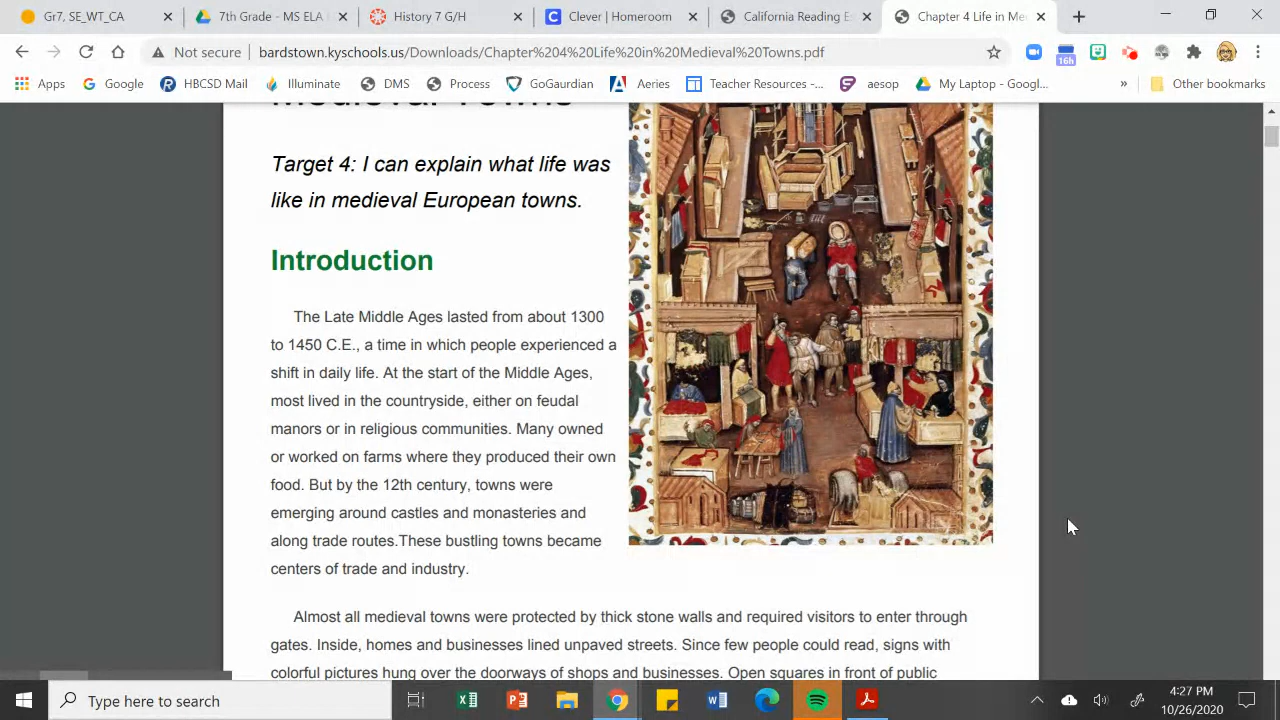 Gr7, SE_WT_CA
7th Grade - MS ELA
History 7 G/H
Clever | Homeroom
California Reading E
Chapter 4 Life in Me
Not secure
bardstown.kyschools.us/Downloads/Chapter%204%20Life%20in%20Medieval%20Towns.pdf
16h
Apps
Google
HBCSD Mail
Illuminate
DMS
Process
GoGaurdian
Aeries
Teacher Resources -...
aesop
My Laptop - Googl...
»
Other bookmarks
Medieval Towns
Target 4: I can explain what life was
like in medieval European towns.
Introduction
The Late Middle Ages lasted from about 1300
to 1450 C.E., a time in which people experienced a
shift in daily life. At the start of the Middle Ages,
most lived in the countryside, either on feudal
manors or in religious communities. Many owned
or worked on farms where they produced their own
food. But by the 12th century, towns were
emerging around castles and monasteries and
along trade routes.These bustling towns became
centers of trade and industry.
Almost all medieval towns were protected by thick stone walls and required visitors to enter through
gates. Inside, homes and businesses lined unpaved streets. Since few people could read, signs with
colorful pictures hung over the doorways of shops and businesses. Open squares in front of public
Type here to search
4:27 PM
10/26/2020